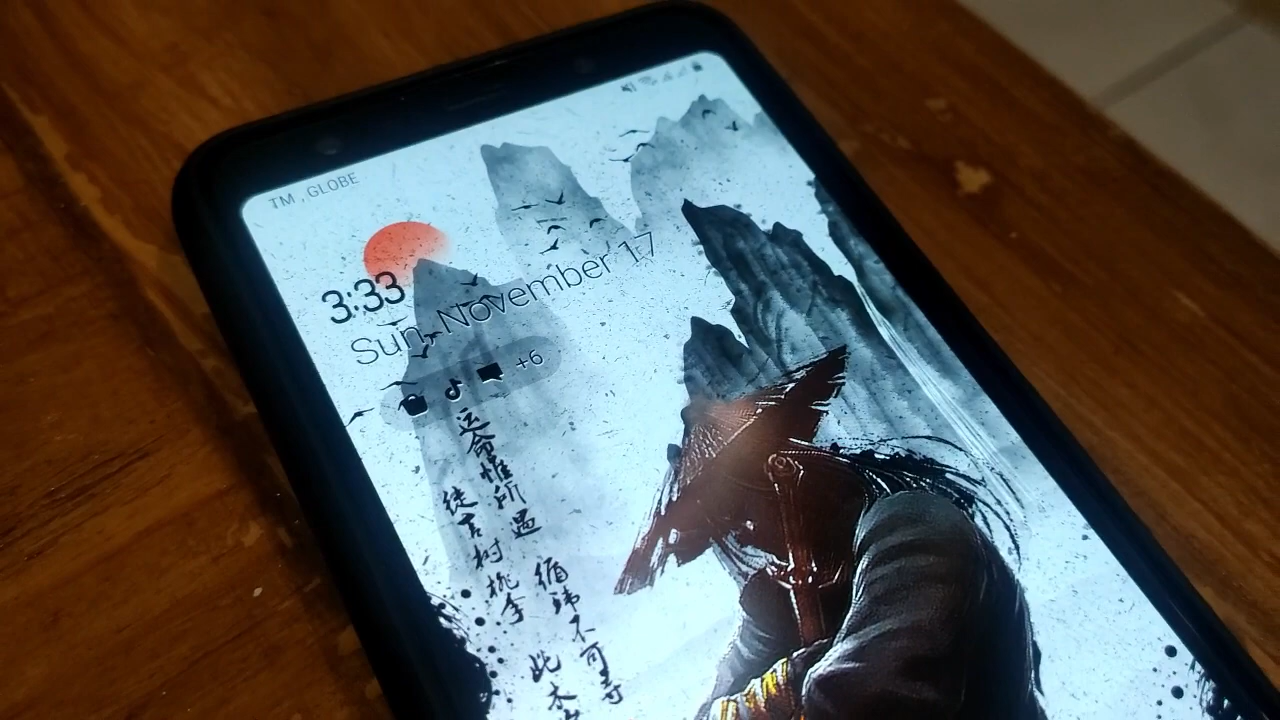 TM , GLOBE
3:33
Sun, November 17
+6
运命惟所遇 循环不可寻
徒言树桃李 此木